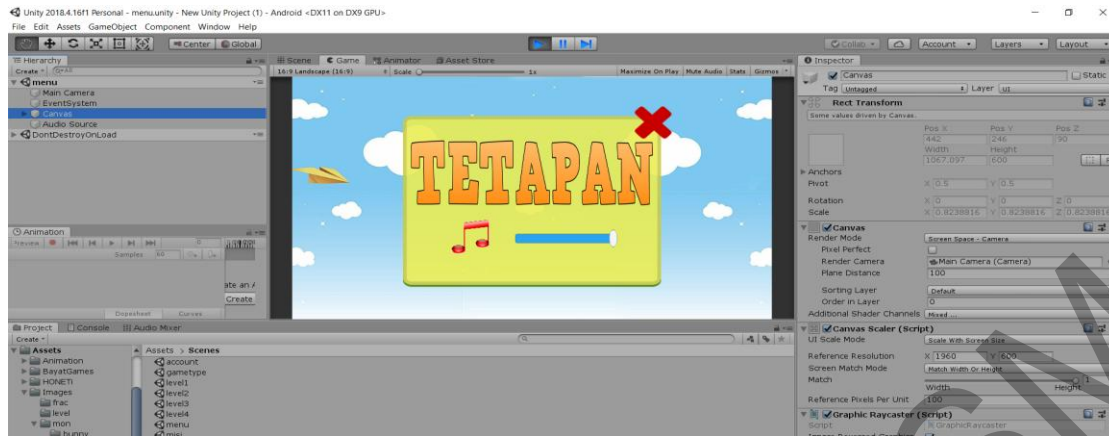 Unity 2018.4.16f1 Personal - menu.unity - New Unity Project (1) - Android <DX11 on DX9 GPU>
File Edit Assets GameObject Component Window Help
Center Global Collab Account Layers Layout
Hierarchy
Create
menu
Main Camera
EventSystem
Canvas
Audio Source
DontDestroyOnLoad
Animation
Preview
Samples 60
Create
Dopesheet Curves
Scene Game Animator Asset Store
16:9 Landscape (16:9) Scale 1x Maximize On Play Mute Audio Stats Gizmos
TETAPAN
Project Console Audio Mixer
Create
Assets
Animation
BayatGames
HONETi
Images
frac
level
mon
bunny
Assets > Scenes
account
gametype
level1
level2
level3
level4
menu
misi
Inspector
Canvas Static
Tag Untagged Layer UI
Rect Transform
Some values driven by Canvas.
Pos X Pos Y Pos Z
442 246 90
Width Height
1067.097 600
Anchors
Pivot X 0.5 Y 0.5
Rotation X 0 Y 0 Z 0
Scale X 0.8238816 Y 0.8238816 Z 0.8238816
Canvas
Render Mode Screen Space - Camera
Pixel Perfect
Render Camera Main Camera (Camera)
Plane Distance 100
Sorting Layer Default
Order in Layer 0
Additional Shader Channels Mixed ...
Canvas Scaler (Script)
UI Scale Mode Scale With Screen Size
Reference Resolution X 1960 Y 600
Screen Match Mode Match Width Or Height
Match 1
Width Height
Reference Pixels Per Unit 100
Graphic Raycaster (Script)
Script GraphicRaycaster